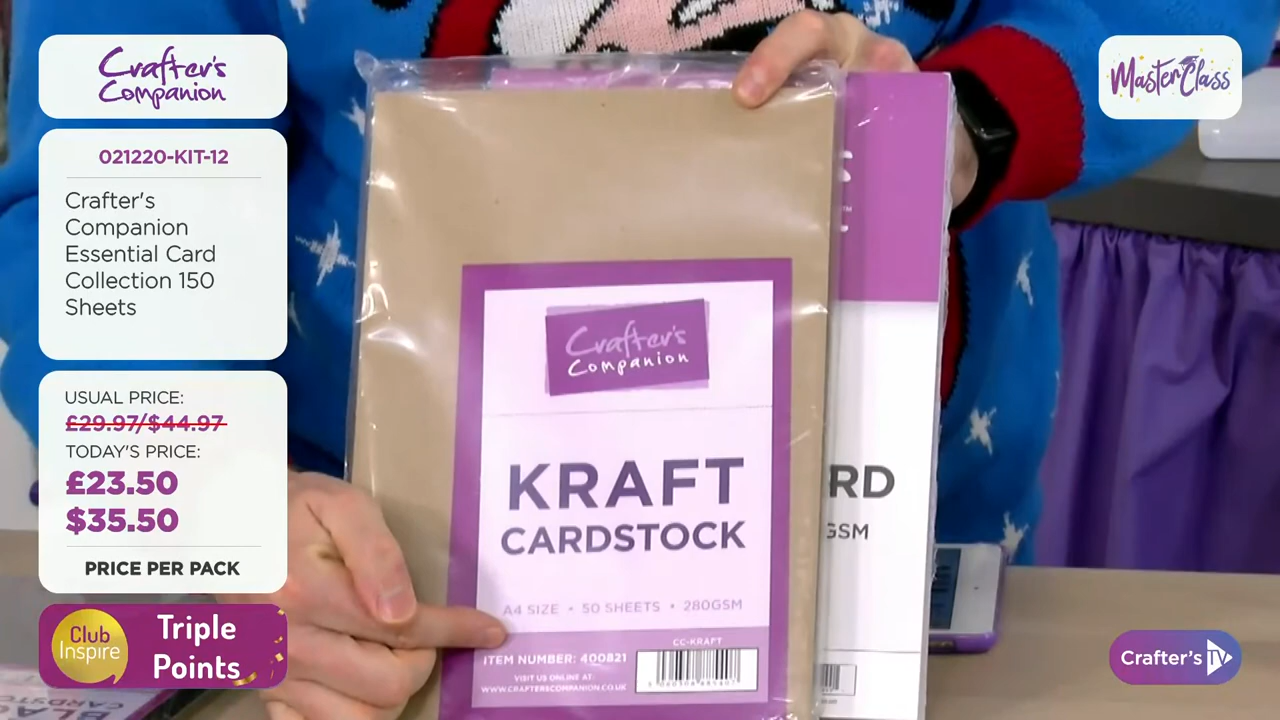 Crafter's
Companion
021220-KIT-12
Crafter's
Companion
Essential Card
Collection 150
Sheets
USUAL PRICE:
£29.97/$44.97
TODAY'S PRICE:
£23.50
$35.50
PRICE PER PACK
Club
Inspire
Triple
Points
MasterClass
Crafter's
Companion
KRAFT
CARDSTOCK
A4 SIZE • 50 SHEETS • 280GSM
CC-KRAFT
ITEM NUMBER: 400821
VISIT US ONLINE AT:
WWW.CRAFTERSCOMPANION.CO.UK
RD
GSM
Crafter's TV